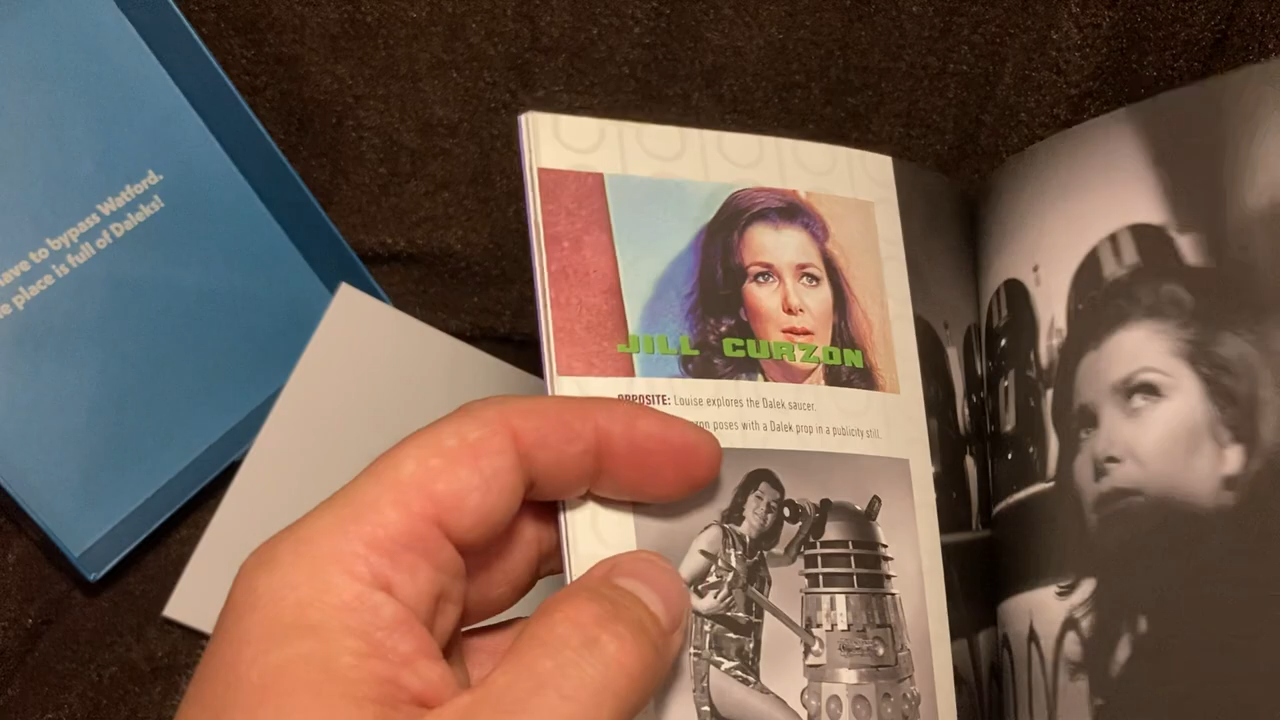 have to bypass Watford.
place is full of Daleks!
JILL CURZON
OPPOSITE: Louise explores the Dalek saucer.
poses with a Dalek prop in a publicity still.